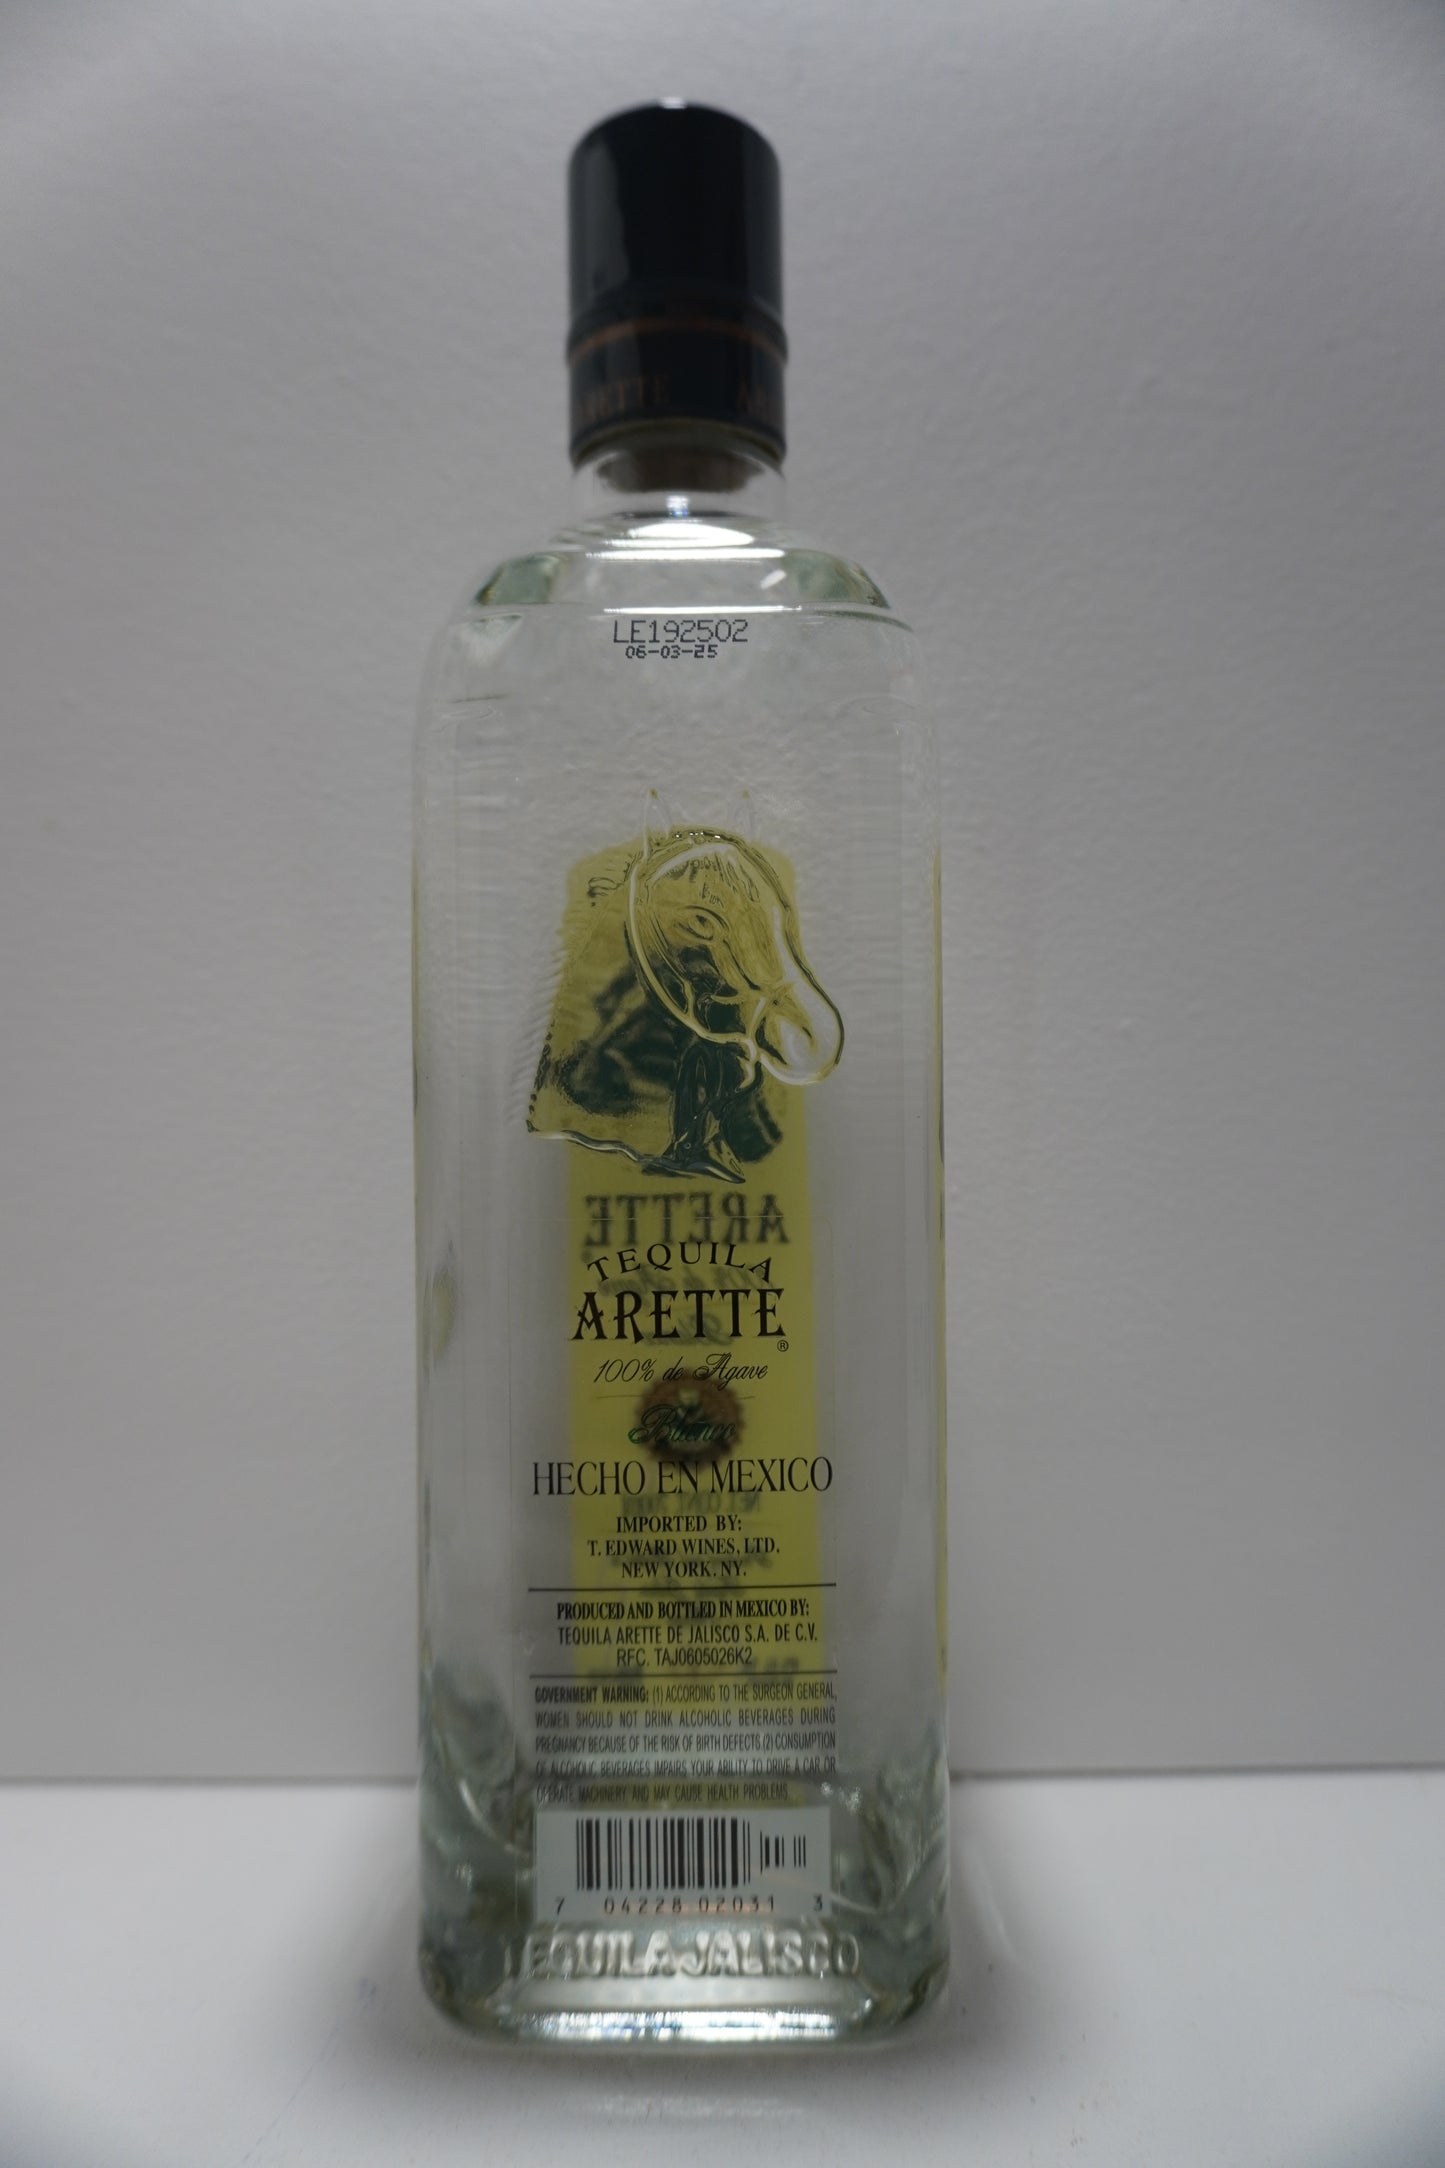 ARETTE
LE192502
06-03-25
ARETTE
TEQUILA
ARETTE®
100% de Agave
Blanco
HECHO EN MEXICO
IMPORTED BY:
T. EDWARD WINES, LTD.
NEW YORK. NY.
PRODUCED AND BOTTLED IN MEXICO BY:
TEQUILA ARETTE DE JALISCO S.A. DE C.V.
RFC. TAJ0605026K2
GOVERNMENT WARNING: (1) ACCORDING TO THE SURGEON GENERAL,
WOMEN SHOULD NOT DRINK ALCOHOLIC BEVERAGES DURING
PREGNANCY BECAUSE OF THE RISK OF BIRTH DEFECTS.(2) CONSUMPTION
OF ALCOHOLIC BEVERAGES IMPAIRS YOUR ABILITY TO DRIVE A CAR OR
OPERATE MACHINERY AND MAY CAUSE HEALTH PROBLEMS.
7 04228 02031 3
TEQUILA JALISCO